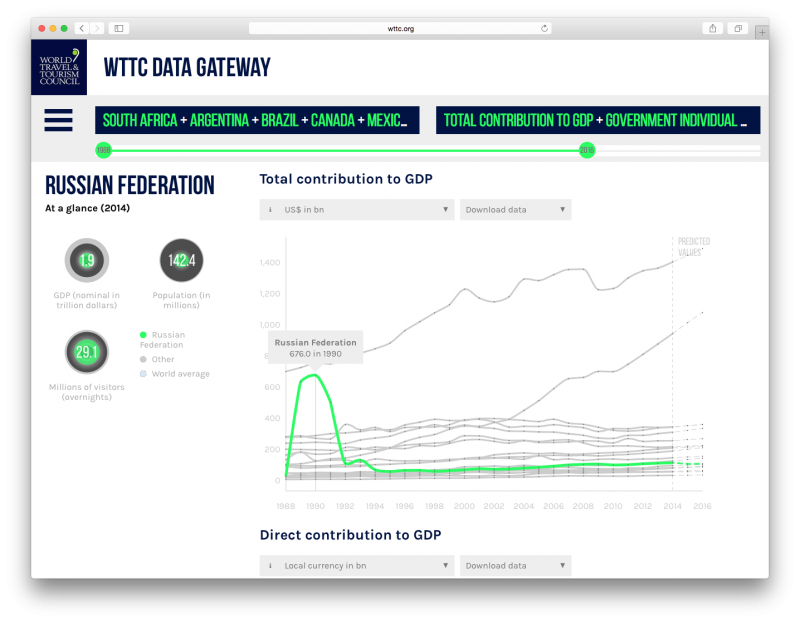 wttc.org
WORLD
TRAVEL &
TOURISM
COUNCIL
WTTC DATA GATEWAY
SOUTH AFRICA + ARGENTINA + BRAZIL + CANADA + MEXIC...
TOTAL CONTRIBUTION TO GDP + GOVERNMENT INDIVIDUAL ...
1988
2016
RUSSIAN FEDERATION
At a glance (2014)
1.9
GDP (nominal in
trillion dollars)
142.4
Population (in
millions)
29.1
Millions of visitors
(overnights)
Russian
Federation
Other
World average
Total contribution to GDP
i US$ in bn ▼
Download data ▼
PREDICTED
VALUES
1,400
1,200
1,000
Russian Federation
676.0 in 1990
600
400
200
0
1988 1990 1992 1994 1996 1998 2000 2002 2004 2006 2008 2010 2012 2014 2016
Direct contribution to GDP
i Local currency in bn ▼
Download data ▼